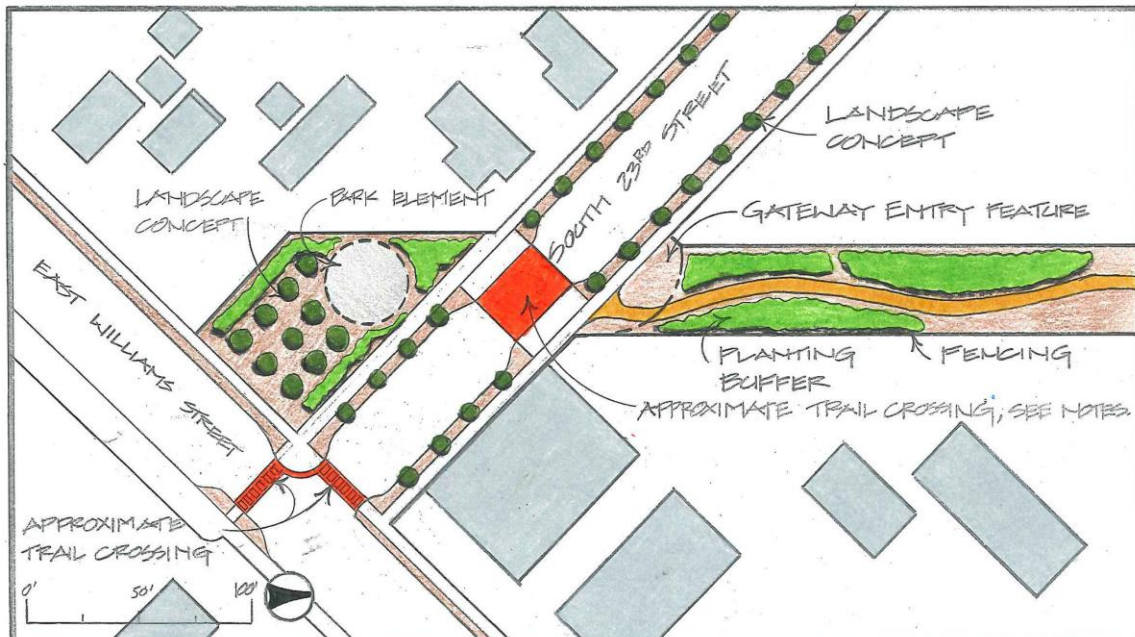 LANDSCAPE
CONCEPT
PARK ELEMENT
SOUTH 23RD STREET
LANDSCAPE
CONCEPT
GATEWAY ENTRY FEATURE
EAST WILLIAMS STREET
PLANTING
BUFFER
FENCING
APPROXIMATE TRAIL CROSSING, SEE NOTES.
APPROXIMATE
TRAIL CROSSING
0' 50' 100'